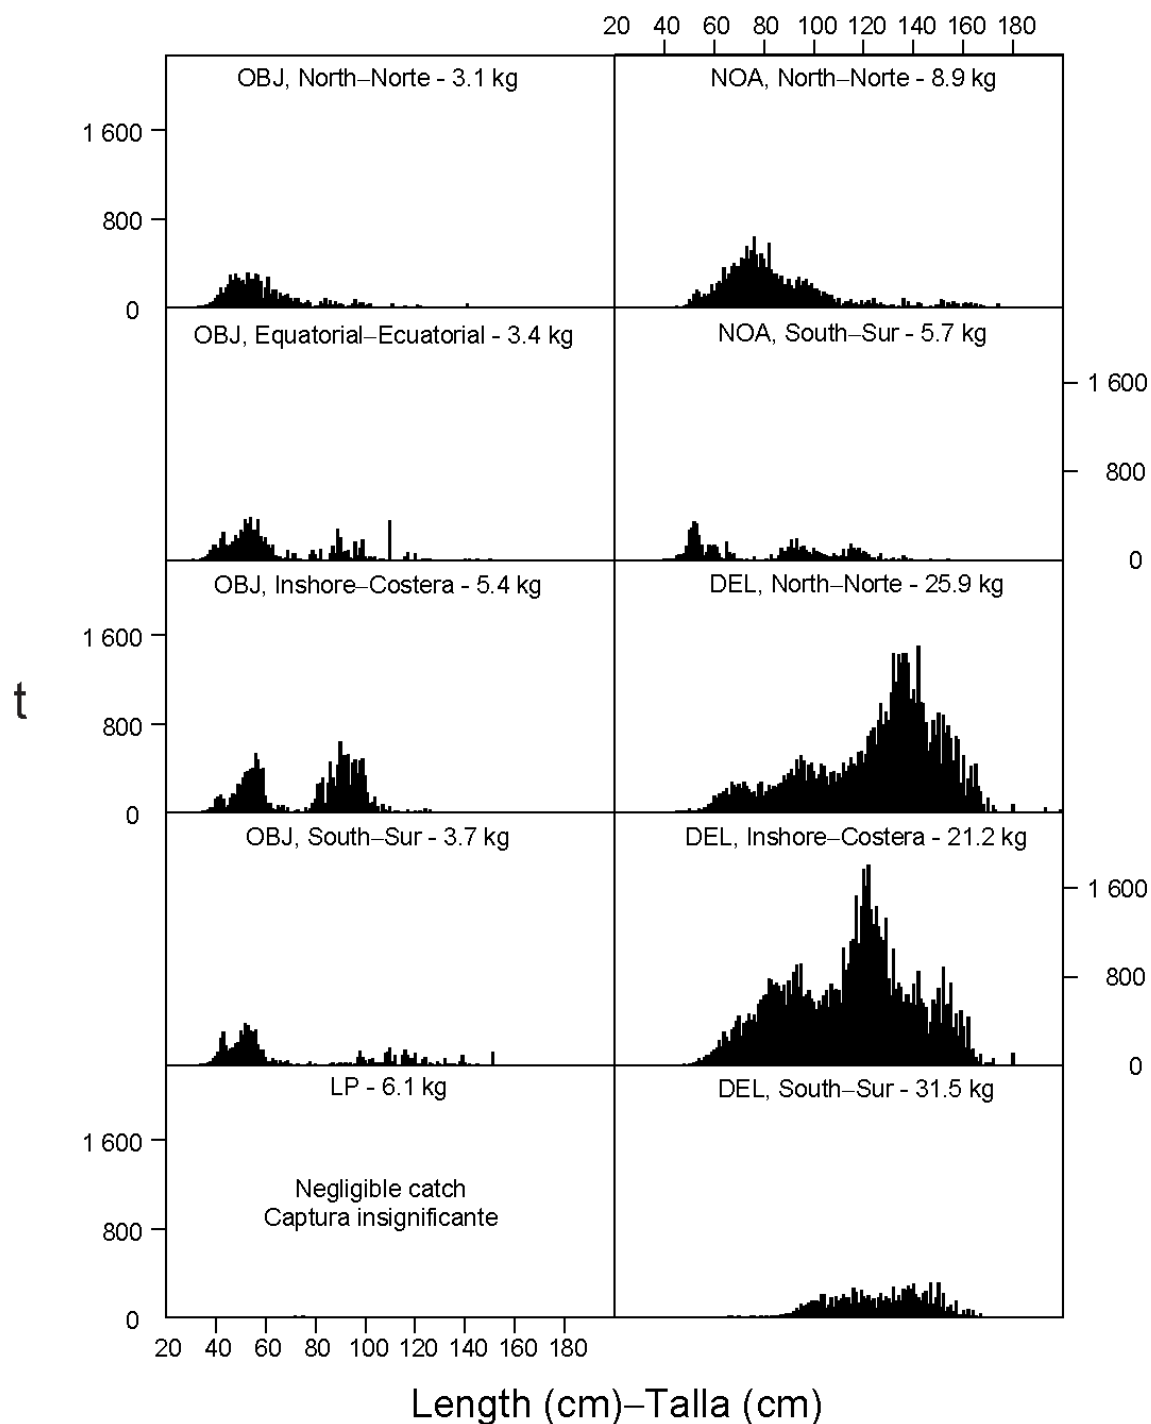 20 40 60 80 100 120 140 160 180
OBJ, North–Norte - 3.1 kg
NOA, North–Norte - 8.9 kg
1 600
800
0
OBJ, Equatorial–Ecuatorial - 3.4 kg
NOA, South–Sur - 5.7 kg
1 600
800
0
OBJ, Inshore–Costera - 5.4 kg
DEL, North–Norte - 25.9 kg
1 600
t
800
0
OBJ, South–Sur - 3.7 kg
DEL, Inshore–Costera - 21.2 kg
1 600
800
0
LP - 6.1 kg
DEL, South–Sur - 31.5 kg
1 600
Negligible catch
Captura insignificante
800
0
20 40 60 80 100 120 140 160 180
Length (cm)–Talla (cm)